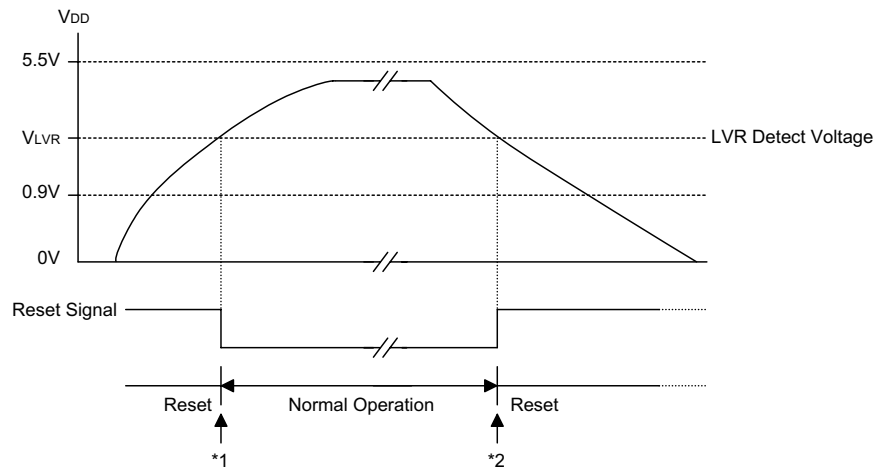 VDD
5.5V
VLVR
LVR Detect Voltage
0.9V
0V
Reset Signal
Reset
Normal Operation
Reset
*1
*2